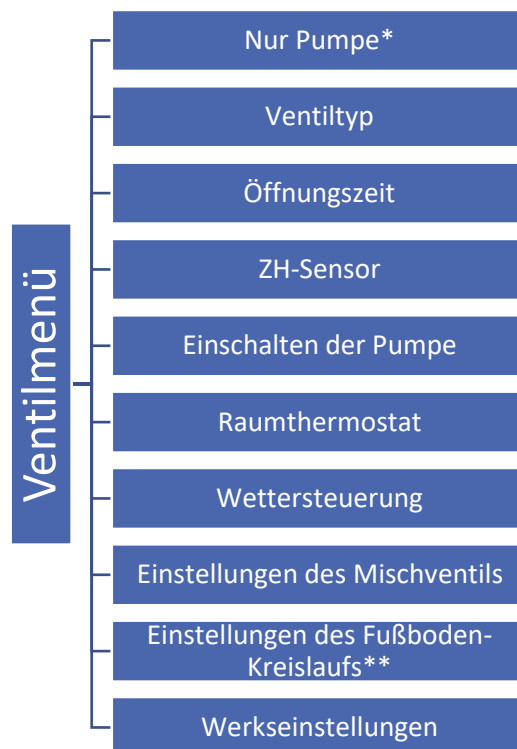 Ventilmenü
Nur Pumpe*
Ventiltyp
Öffnungszeit
ZH-Sensor
Einschalten der Pumpe
Raumthermostat
Wettersteuerung
Einstellungen des Mischventils
Einstellungen des Fußboden-
Kreislaufs**
Werkseinstellungen